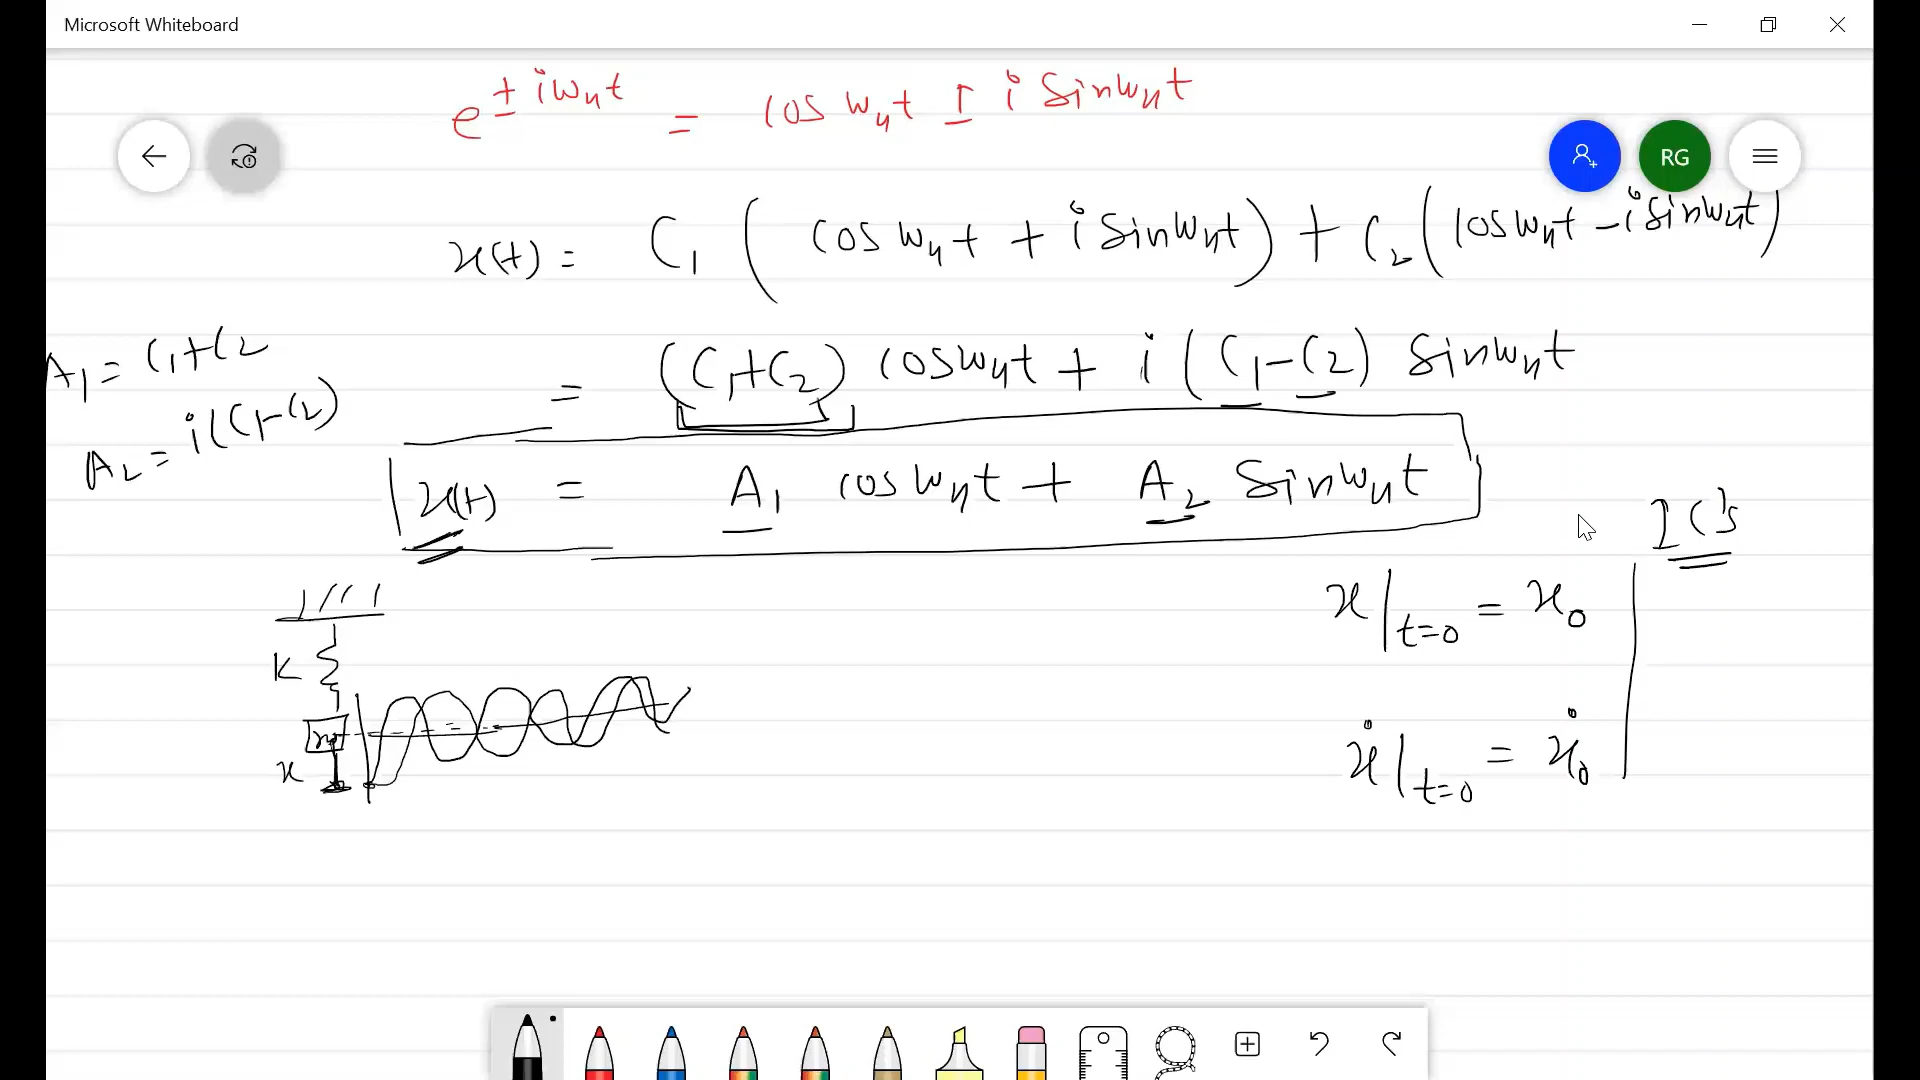 Microsoft Whiteboard
e^{± iω_n t} = cos ω_n t ± i Sin ω_n t
RG
x(t) = C₁ ( cos ω_n t + i sin ω_n t ) + C₂ ( cos ω_n t - i sin ω_n t )
A₁ = C₁+C₂
= (C₁+C₂) cos ω_n t + i (C₁-C₂) Sin ω_n t
A₂ = i(C₁-C₂)
x(t) = A₁ cos ω_n t + A₂ Sin ω_n t
IC's
x|_{t=0} = x₀
K
m
x
ẋ|_{t=0} = ẋ₀